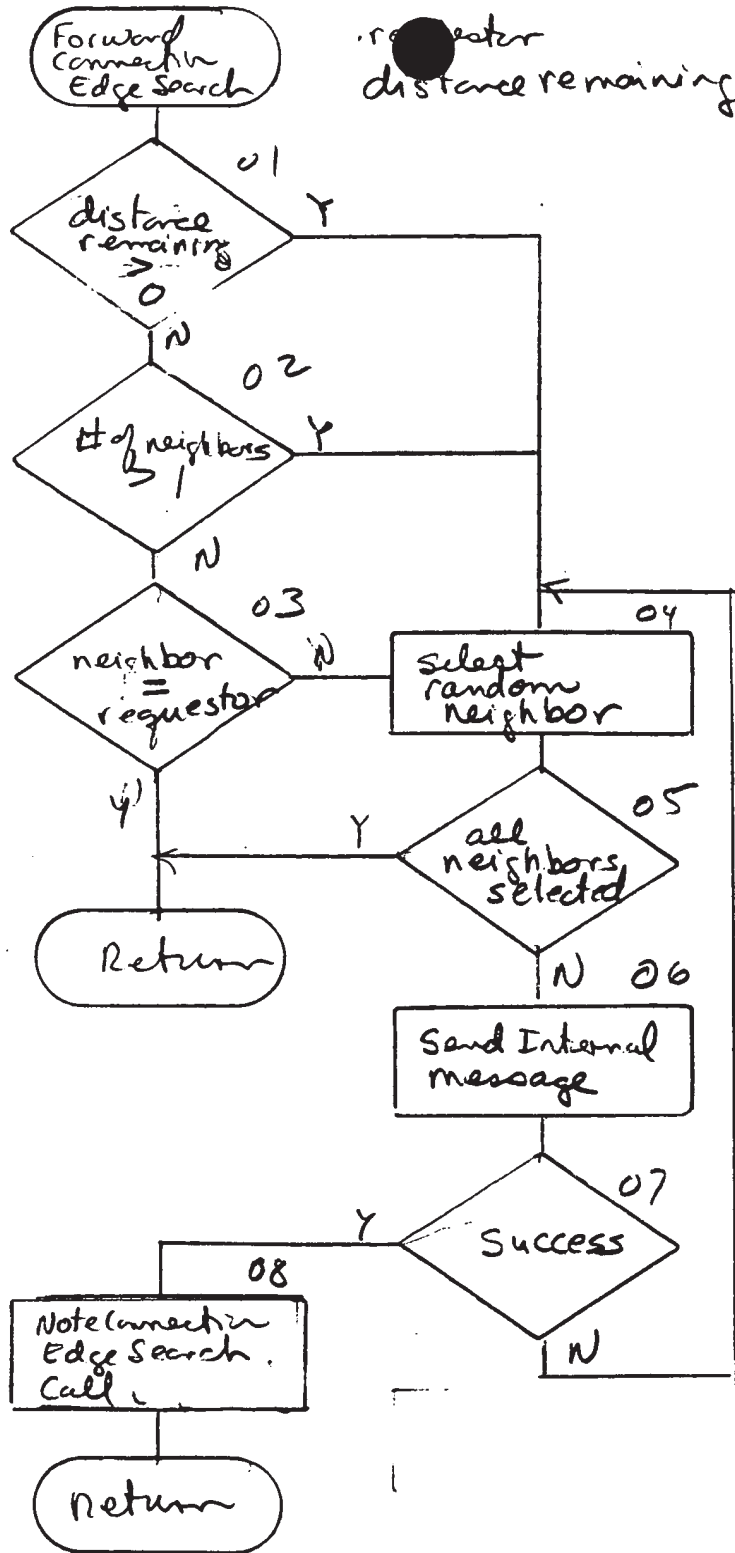 Forward
Connection
Edge Search
distance remaining
01
Y
distance
remaining
>
0
N
02
Y
# of neighbors
> 1
N
03
N
neighbor
=
requestor
Y
04
Select
random
neighbor
05
Y
all
neighbors
selected
N
Return
06
Send Internal
message
07
Y
Success
N
08
Note Connection
Edge Search
Call
Return